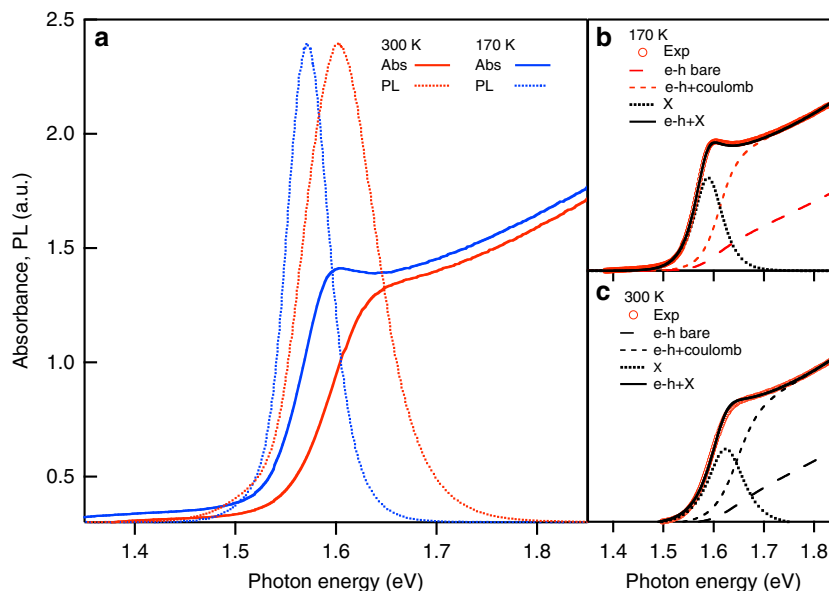 a
300 K 170 K
Abs Abs
PL PL
2.5
2.0
1.5
1.0
0.5
Absorbance, PL (a.u.)
1.4 1.5 1.6 1.7 1.8
Photon energy (eV)
b
170 K
Exp
e-h bare
e-h+coulomb
X
e-h+X
c
300 K
Exp
e-h bare
e-h+coulomb
X
e-h+X
1.4 1.5 1.6 1.7 1.8
Photon energy (eV)